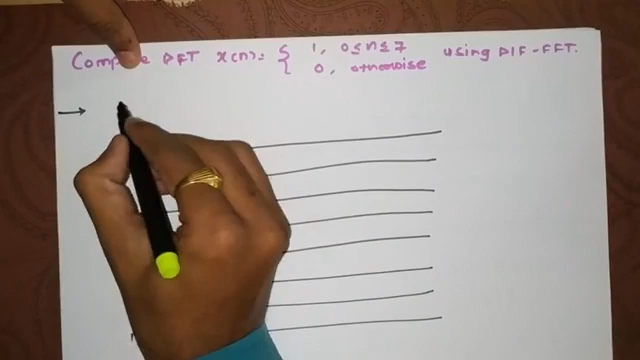 DFT x(n) = { 1, 0≤n≤7 using DIF-FFT.
0, otherwise